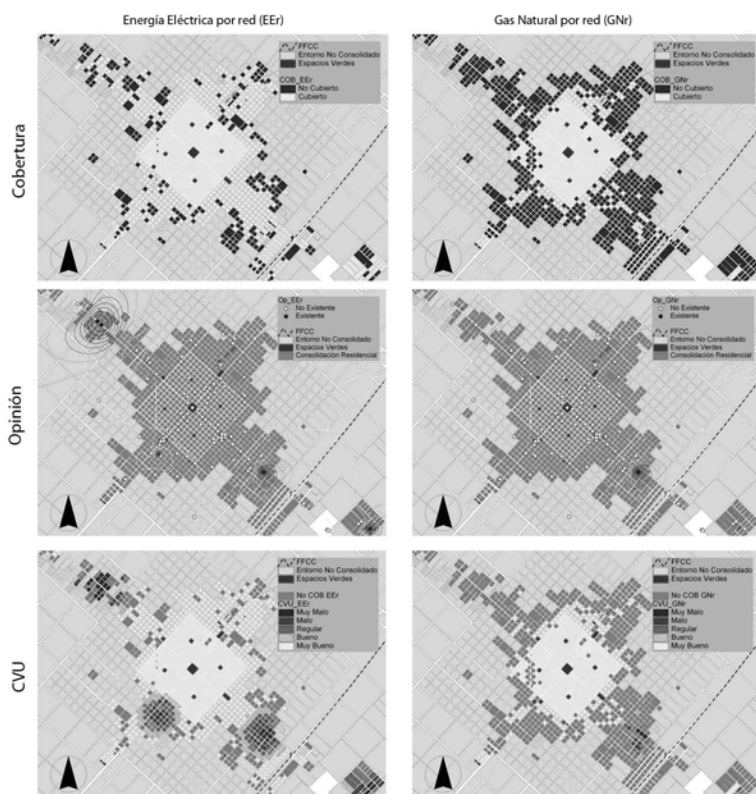 Energía Eléctrica por red (EEr)
Gas Natural por red (GNr)
Cobertura
FFCC
Entorno No Consolidado
Espacios Verdes
COB_EEr
No Cubierto
Cubierto
FFCC
Entorno No Consolidado
Espacios Verdes
COB_GNr
No Cubierto
Cubierto
Opinión
Op_EEr
No Existente
Existente
FFCC
Entorno No Consolidado
Espacios Verdes
Consolidación Residencial
Op_GNr
No Existente
Existente
FFCC
Entorno No Consolidado
Espacios Verdes
Consolidación Residencial
CVU
FFCC
Entorno No Consolidado
Espacios Verdes
No COB EEr
CVU_EEr
Muy Malo
Malo
Regular
Bueno
Muy Bueno
FFCC
Entorno No Consolidado
Espacios Verdes
No COB GNr
CVU_GNr
Muy Malo
Malo
Regular
Bueno
Muy Bueno